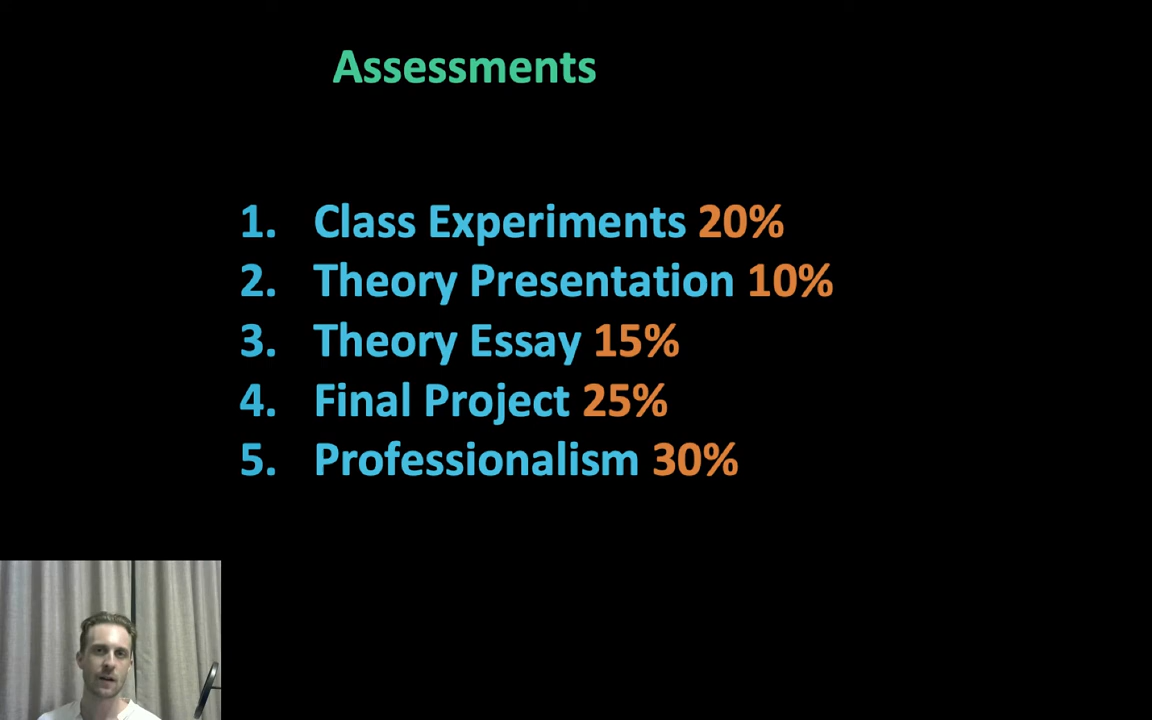 Assessments
1. Class Experiments 20%
2. Theory Presentation 10%
3. Theory Essay 15%
4. Final Project 25%
5. Professionalism 30%